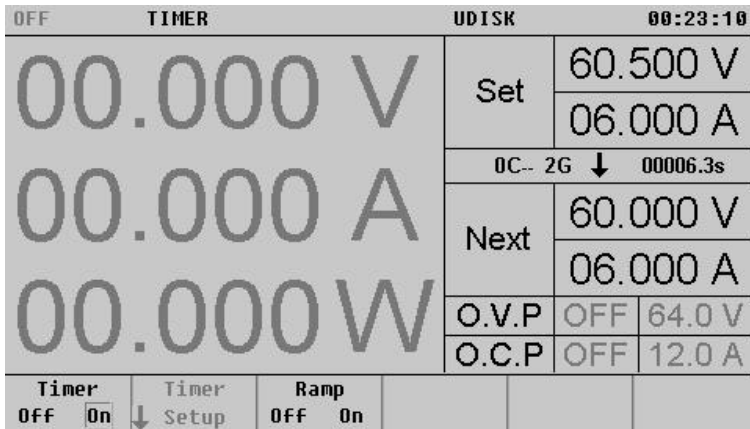 OFF TIMER UDISK 00:23:10
00.000 V
00.000 A
00.000 W
Set
60.500 V
06.000 A
0C-- 2G ↓ 00006.3s
Next
60.000 V
06.000 A
O.V.P OFF 64.0 V
O.C.P OFF 12.0 A
Timer
Off On
Timer
↓ Setup
Ramp
Off On